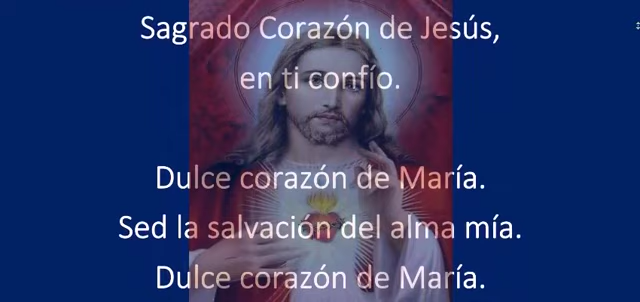 Sagrado Corazón de Jesús,
en ti confío.
Dulce corazón de María.
Sed la salvación del alma mía.
Dulce corazón de María.